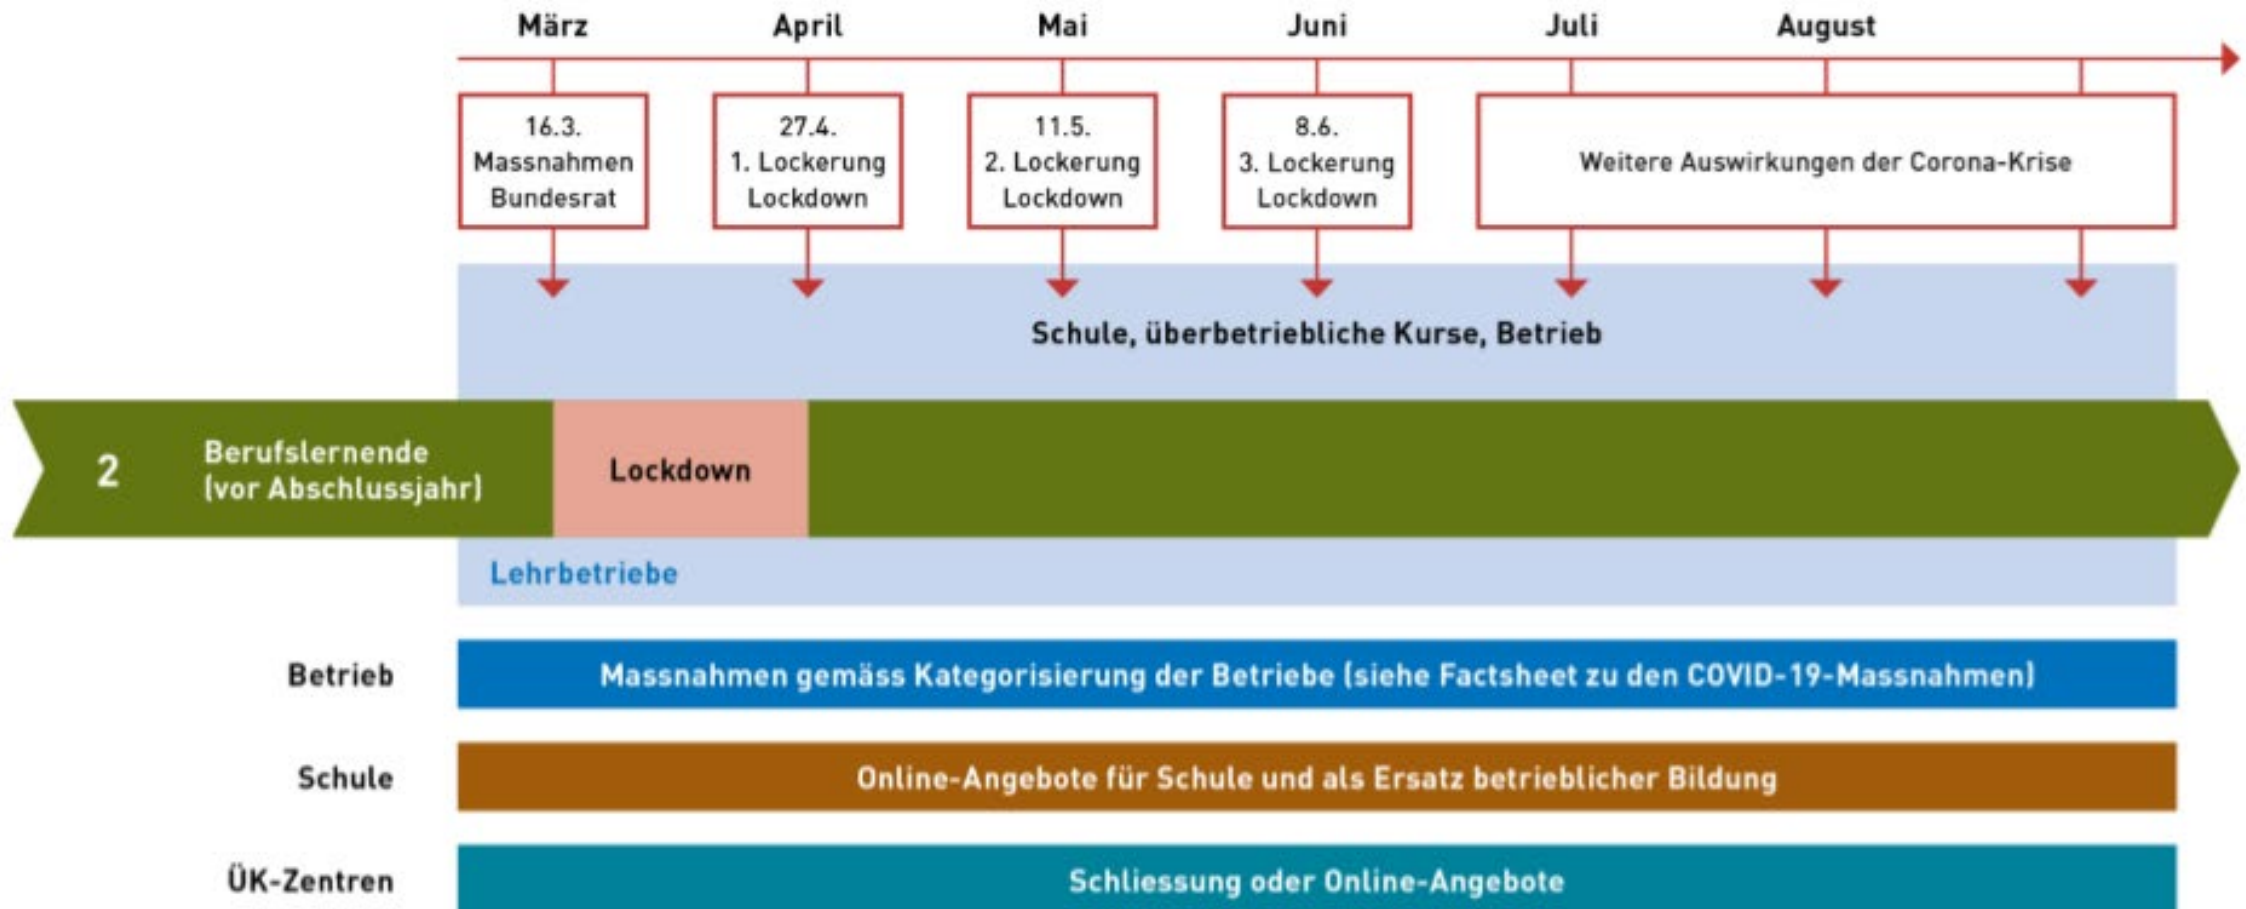 März April Mai Juni Juli August
16.3.
Massnahmen
Bundesrat
27.4.
1. Lockerung
Lockdown
11.5.
2. Lockerung
Lockdown
8.6.
3. Lockerung
Lockdown
Weitere Auswirkungen der Corona-Krise
Schule, überbetriebliche Kurse, Betrieb
2
Berufslernende
(vor Abschlussjahr)
Lockdown
Lehrbetriebe
Betrieb
Massnahmen gemäss Kategorisierung der Betriebe (siehe Factsheet zu den COVID-19-Massnahmen)
Schule
Online-Angebote für Schule und als Ersatz betrieblicher Bildung
ÜK-Zentren
Schliessung oder Online-Angebote